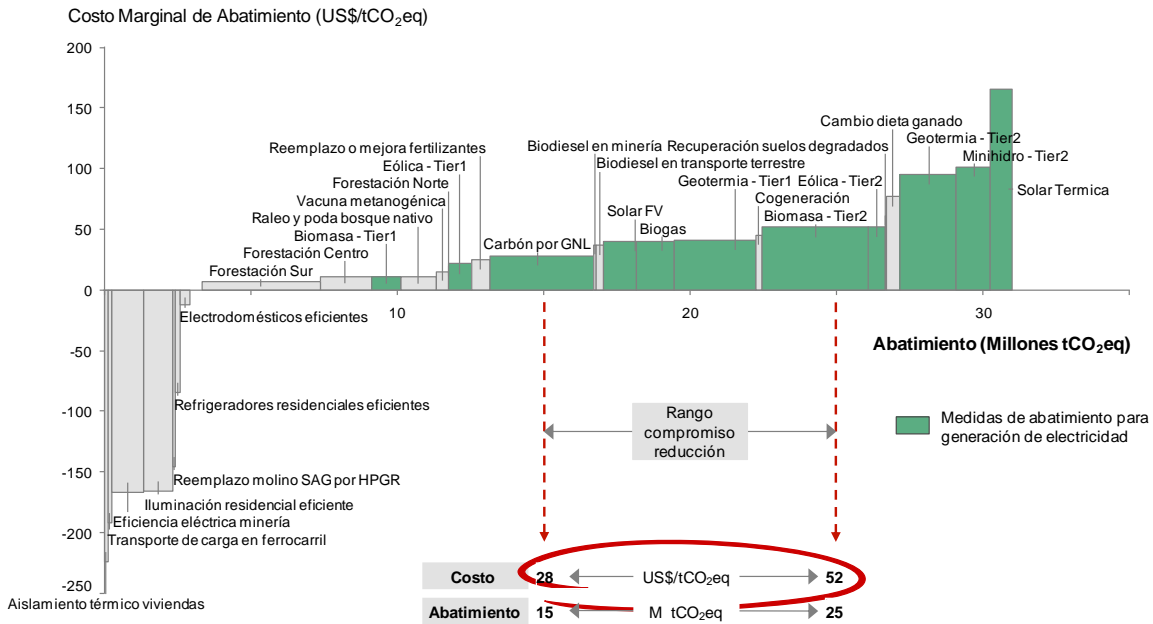 Costo Marginal de Abatimiento (US$/tCO₂eq)
200
150
100
50
0
-50
-100
-150
-200
-250
10
20
30
Abatimiento (Millones tCO₂eq)
Cambio dieta ganado
Geotermia - Tier2
Minihidro - Tier2
Solar Termica
Biodiesel en minería
Recuperación suelos degradados
Biodiesel en transporte terrestre
Geotermia - Tier1
Eólica - Tier2
Cogeneración
Biomasa - Tier2
Solar FV
Biogas
Carbón por GNL
Reemplazo o mejora fertilizantes
Eólica - Tier1
Forestación Norte
Vacuna metanogénica
Raleo y poda bosque nativo
Biomasa - Tier1
Forestación Centro
Forestación Sur
Electrodomésticos eficientes
Refrigeradores residenciales eficientes
Reemplazo molino SAG por HPGR
Iluminación residencial eficiente
Eficiencia eléctrica minería
Transporte de carga en ferrocarril
Aislamiento térmico viviendas
Rango
compromiso
reducción
Medidas de abatimiento para
generación de electricidad
Costo 28 US$/tCO₂eq 52
Abatimiento 15 M tCO₂eq 25